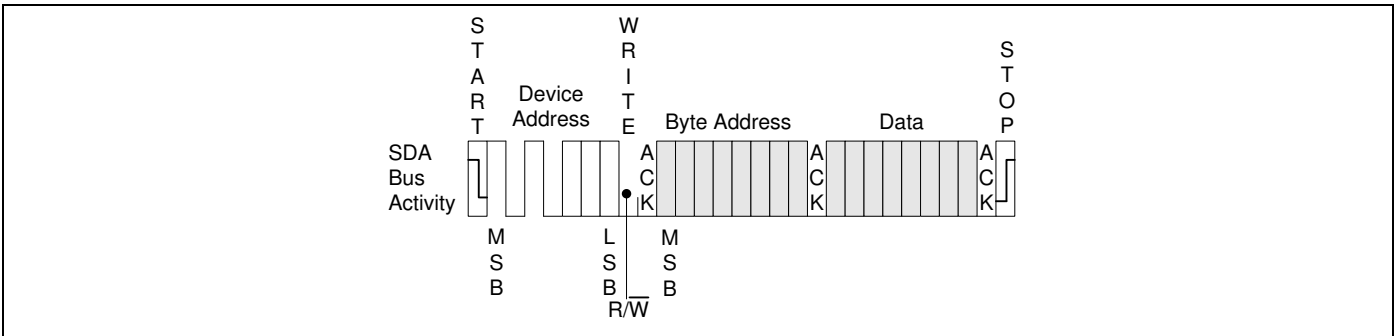 START
WRITE
STOP
Device
Address
Byte Address
Data
SDA
Bus
Activity
ACK
ACK
ACK
MSB
LSB
MSB
R/W̅